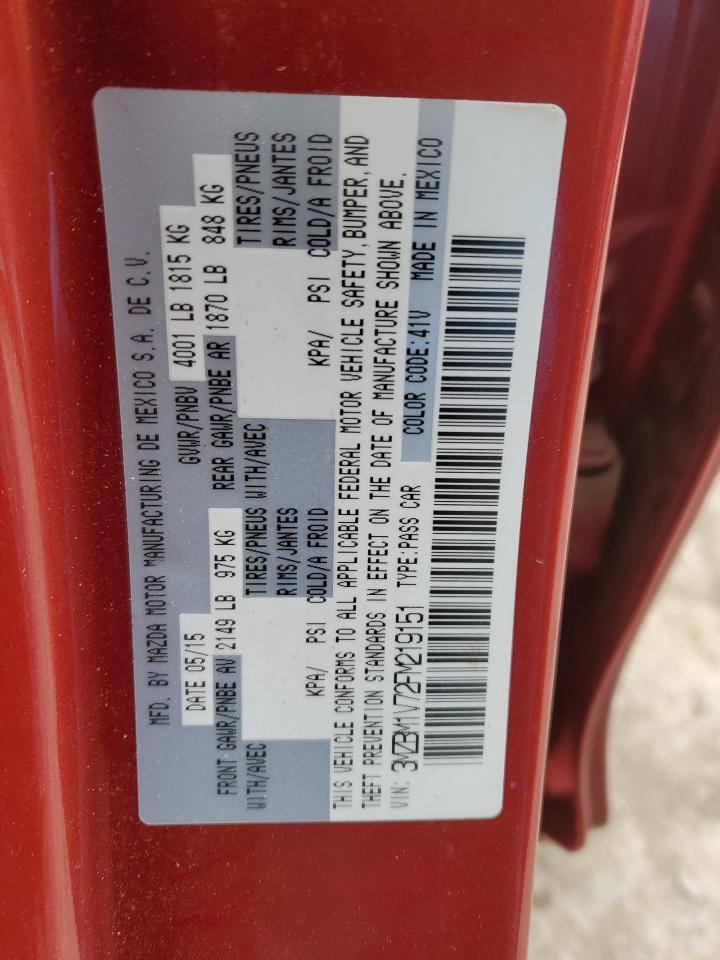 MFD. BY MAZDA MOTOR MANUFACTURING DE MEXICO S.A. DE C.V.
DATE 05/15 GVWR/PNBV 4001 LB 1815 KG
FRONT GAWR/PNBE AV 2149 LB 975 KG REAR GAWR/PNBE AR 1870 LB 848 KG
WITH/AVEC TIRES/PNEUS WITH/AVEC TIRES/PNEUS
RIMS/JANTES RIMS/JANTES
KPA/ PSI COLD/A FROID KPA/ PSI COLD/A FROID
THIS VEHICLE CONFORMS TO ALL APPLICABLE FEDERAL MOTOR VEHICLE SAFETY, BUMPER, AND
THEFT PREVENTION STANDARDS IN EFFECT ON THE DATE OF MANUFACTURE SHOWN ABOVE.
VIN: 3MZBM1V72FM219151 TYPE:PASS CAR COLOR CODE:41V MADE IN MEXICO